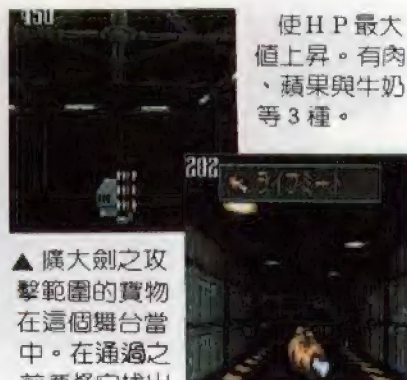 450
使HP最大
值上昇。有肉
、蘋果與牛奶
等3種。
202
ライフミート
▲廣大劍之攻
擊範圍的寶物
在這個舞台當
中。在通過之